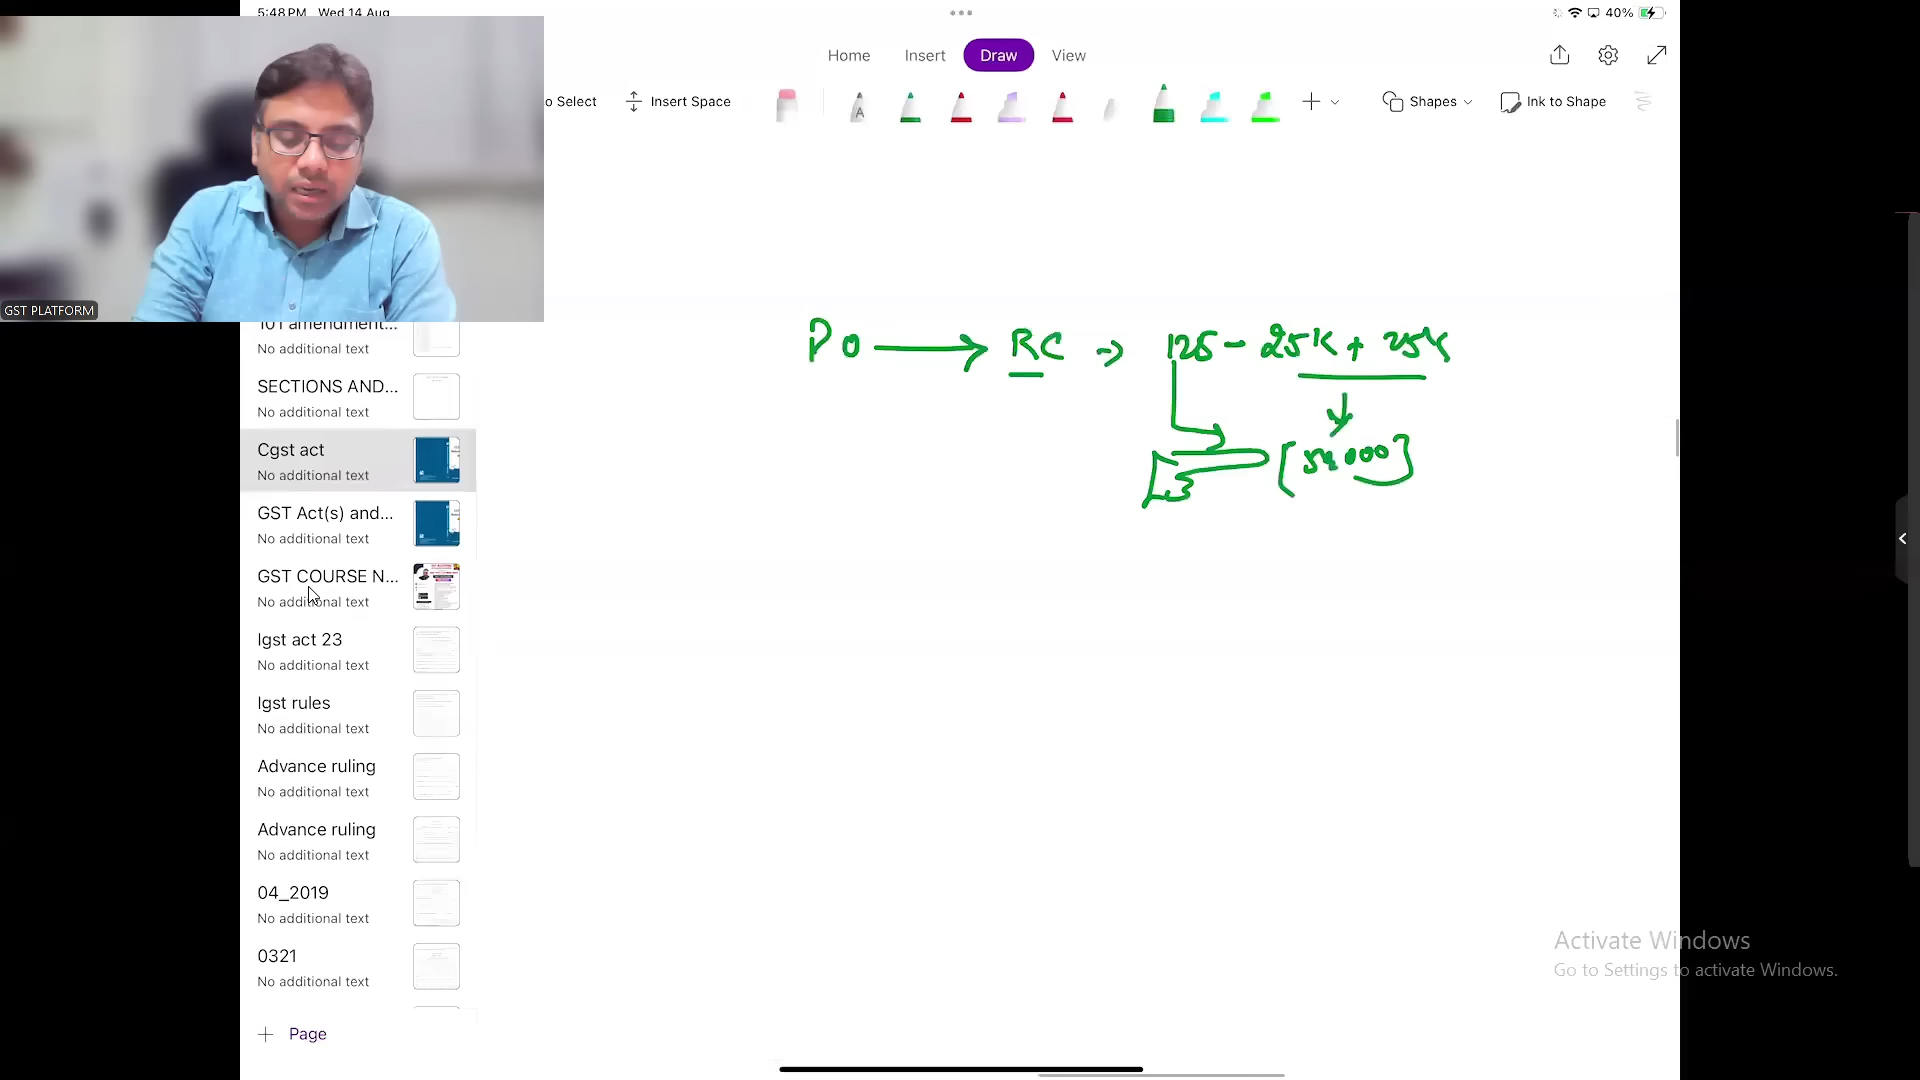 5:48 PM Wed 14 Aug
40%
Home Insert Draw View
o Select Insert Space Shapes Ink to Shape
A
GST PLATFORM
101 amendment...
No additional text
SECTIONS AND...
No additional text
Cgst act
No additional text
GST Act(s) and...
No additional text
GST COURSE N...
No additional text
Igst act 23
No additional text
Igst rules
No additional text
Advance ruling
No additional text
Advance ruling
No additional text
04_2019
No additional text
0321
No additional text
Page
PO → RC → 125 - 25K + 25K
[50000]
Activate Windows
Go to Settings to activate Windows.